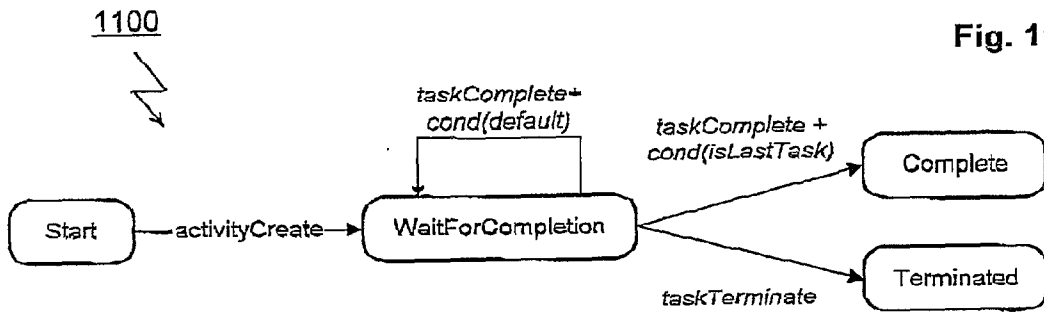 1100
Fig. 1
taskComplete+
cond(default)
taskComplete +
cond(isLastTask)
Complete
Start
activityCreate
WaitForCompletion
Terminated
taskTerminate